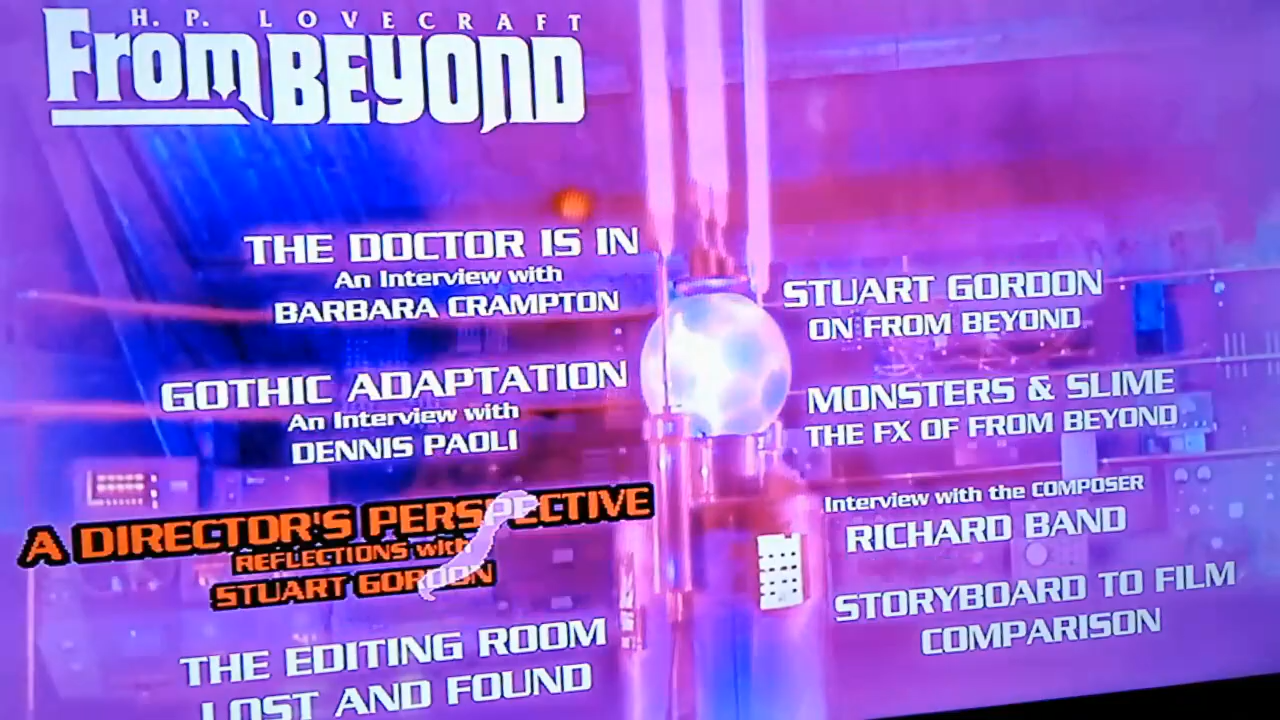 H. P. LOVECRAFT
From BEYOND
THE DOCTOR IS IN
An Interview with
BARBARA CRAMPTON
GOTHIC ADAPTATION
An Interview with
DENNIS PAOLI
A DIRECTOR'S PERSPECTIVE
REFLECTIONS with
STUART GORDON
THE EDITING ROOM
LOST AND FOUND
STUART GORDON
ON FROM BEYOND
MONSTERS & SLIME
THE FX OF FROM BEYOND
Interview with the COMPOSER
RICHARD BAND
STORYBOARD TO FILM
COMPARISON